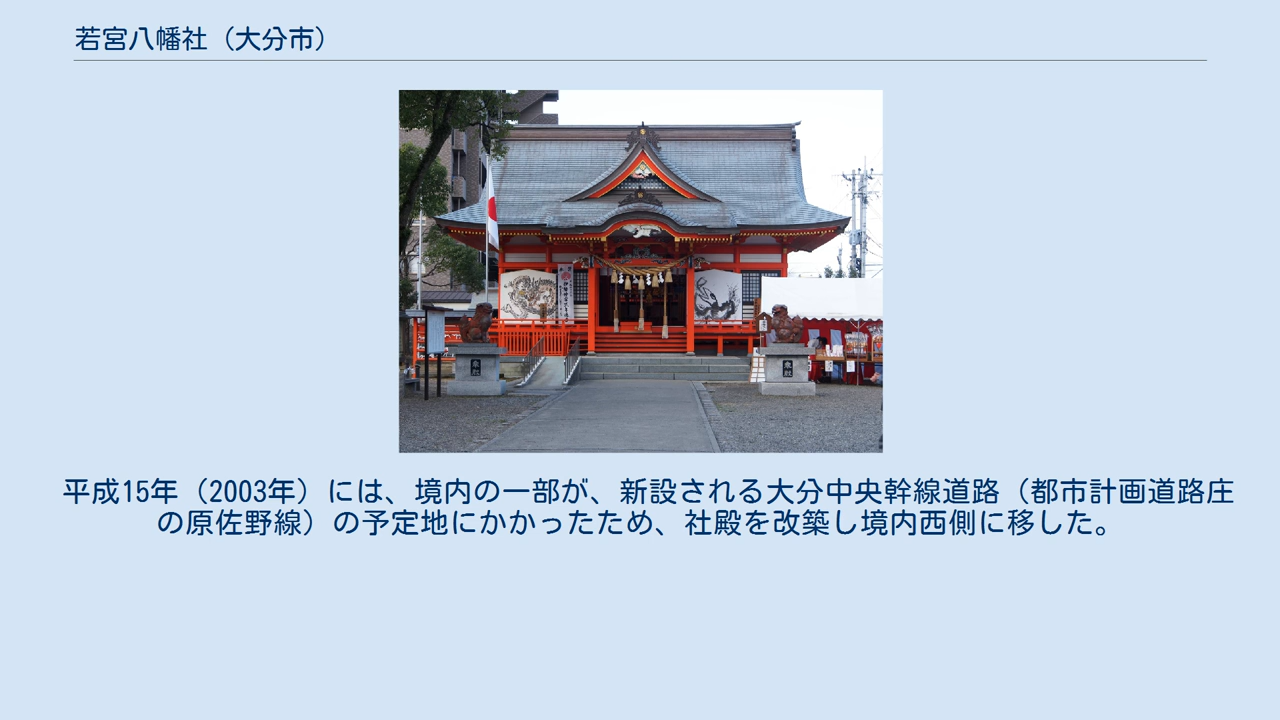 若宮八幡社（大分市）
平成15年（2003年）には、境内の一部が、新設される大分中央幹線道路（都市計画道路庄
の原佐野線）の予定地にかかったため、社殿を改築し境内西側に移した。